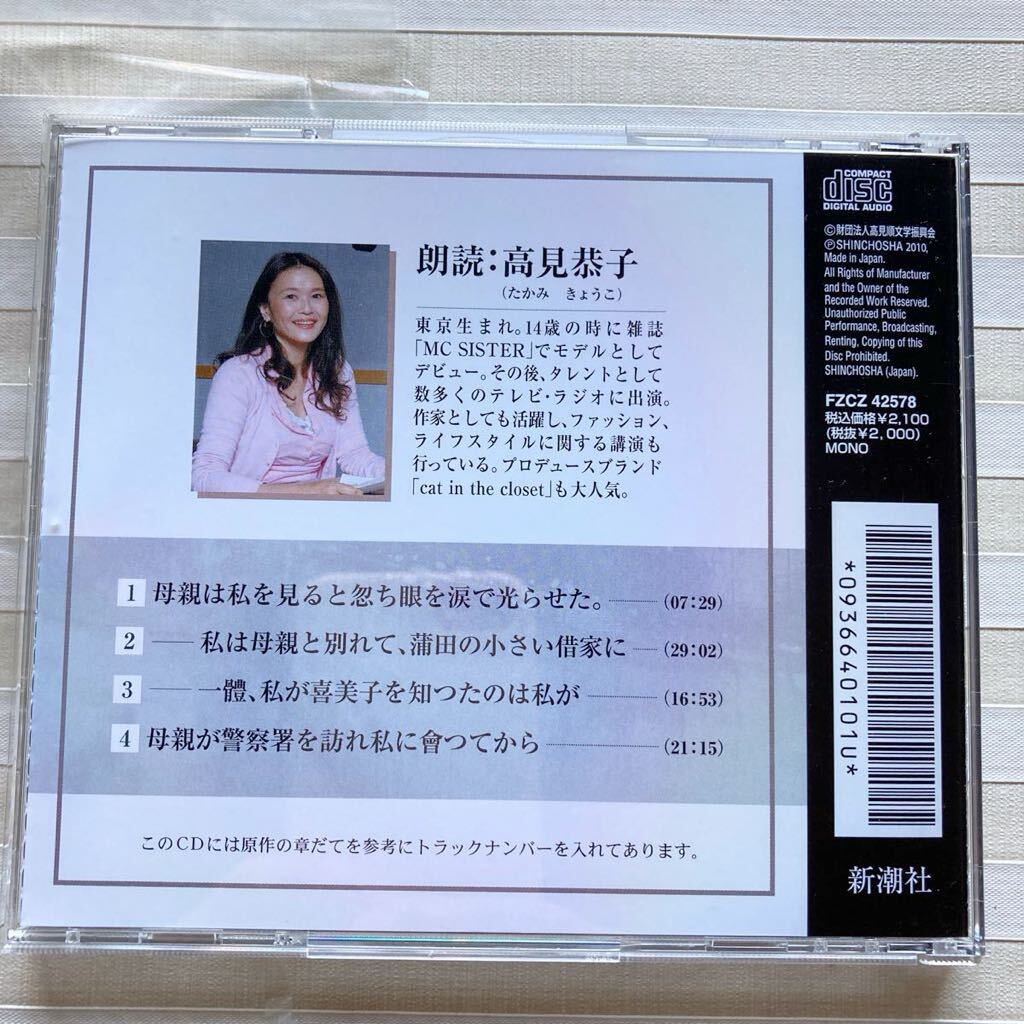 朗読：高見恭子
（たかみ きょうこ）
東京生まれ。14歳の時に雑誌
「MC SISTER」でモデルとして
デビュー。その後、タレントとして
数多くのテレビ・ラジオに出演。
作家としても活躍し、ファッション、
ライフスタイルに関する講演も
行っている。プロデュースブランド
「cat in the closet」も大人気。
1 母親は私を見ると忽ち眼を涙で光らせた。 (07:29)
2 ── 私は母親と別れて、蒲田の小さい借家に (29:02)
3 ── 一體、私が喜美子を知つたのは私が (16:53)
4 母親が警察署を訪れ私に會つてから (21:15)
このCDには原作の章だてを参考にトラックナンバーを入れてあります。
COMPACT
disc
DIGITAL AUDIO
©財団法人高見順文学振興会
℗SHINCHOSHA 2010,
Made in Japan.
All Rights of Manufacturer
and the Owner of the
Recorded Work Reserved.
Unauthorized Public
Performance, Broadcasting,
Renting, Copying of this
Disc Prohibited.
SHINCHOSHA (Japan).
FZCZ 42578
税込価格¥2,100
(税抜¥2,000)
MONO
*0936640101U*
新潮社